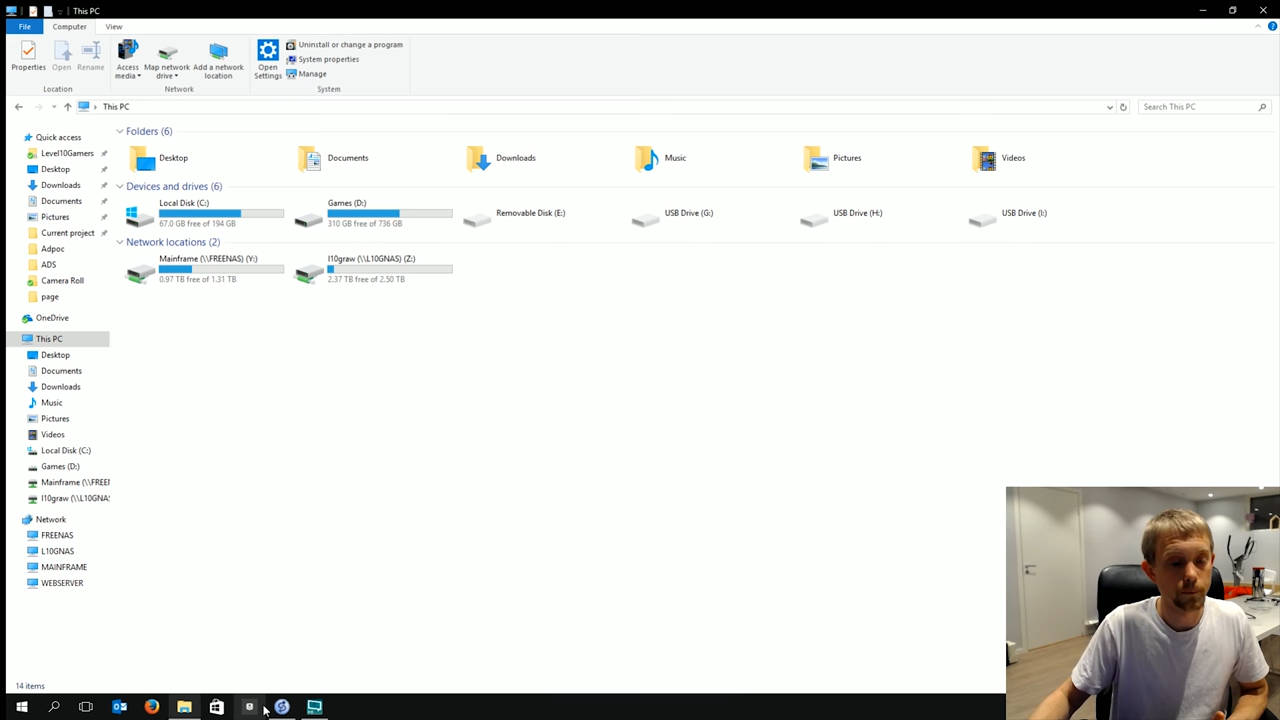 This PC
File
Computer
View
Properties
Open
Rename
Access media
Map network drive
Add a network location
Open Settings
Uninstall or change a program
System properties
Manage
Location
Network
System
This PC
Search This PC
Quick access
Level10Gamers
Desktop
Downloads
Documents
Pictures
Current project
Adpoc
ADS
Camera Roll
page
OneDrive
This PC
Desktop
Documents
Downloads
Music
Pictures
Videos
Local Disk (C:)
Games (D:)
Mainframe (\\FREE
l10graw (\\L10GNA
Network
FREENAS
L10GNAS
MAINFRAME
WEBSERVER
Folders (6)
Desktop
Documents
Downloads
Music
Pictures
Videos
Devices and drives (6)
Local Disk (C:)
67.0 GB free of 194 GB
Games (D:)
310 GB free of 736 GB
Removable Disk (E:)
USB Drive (G:)
USB Drive (H:)
USB Drive (I:)
Network locations (2)
Mainframe (\\FREENAS) (Y:)
0.97 TB free of 1.31 TB
l10graw (\\L10GNAS) (Z:)
2.37 TB free of 2.50 TB
14 items